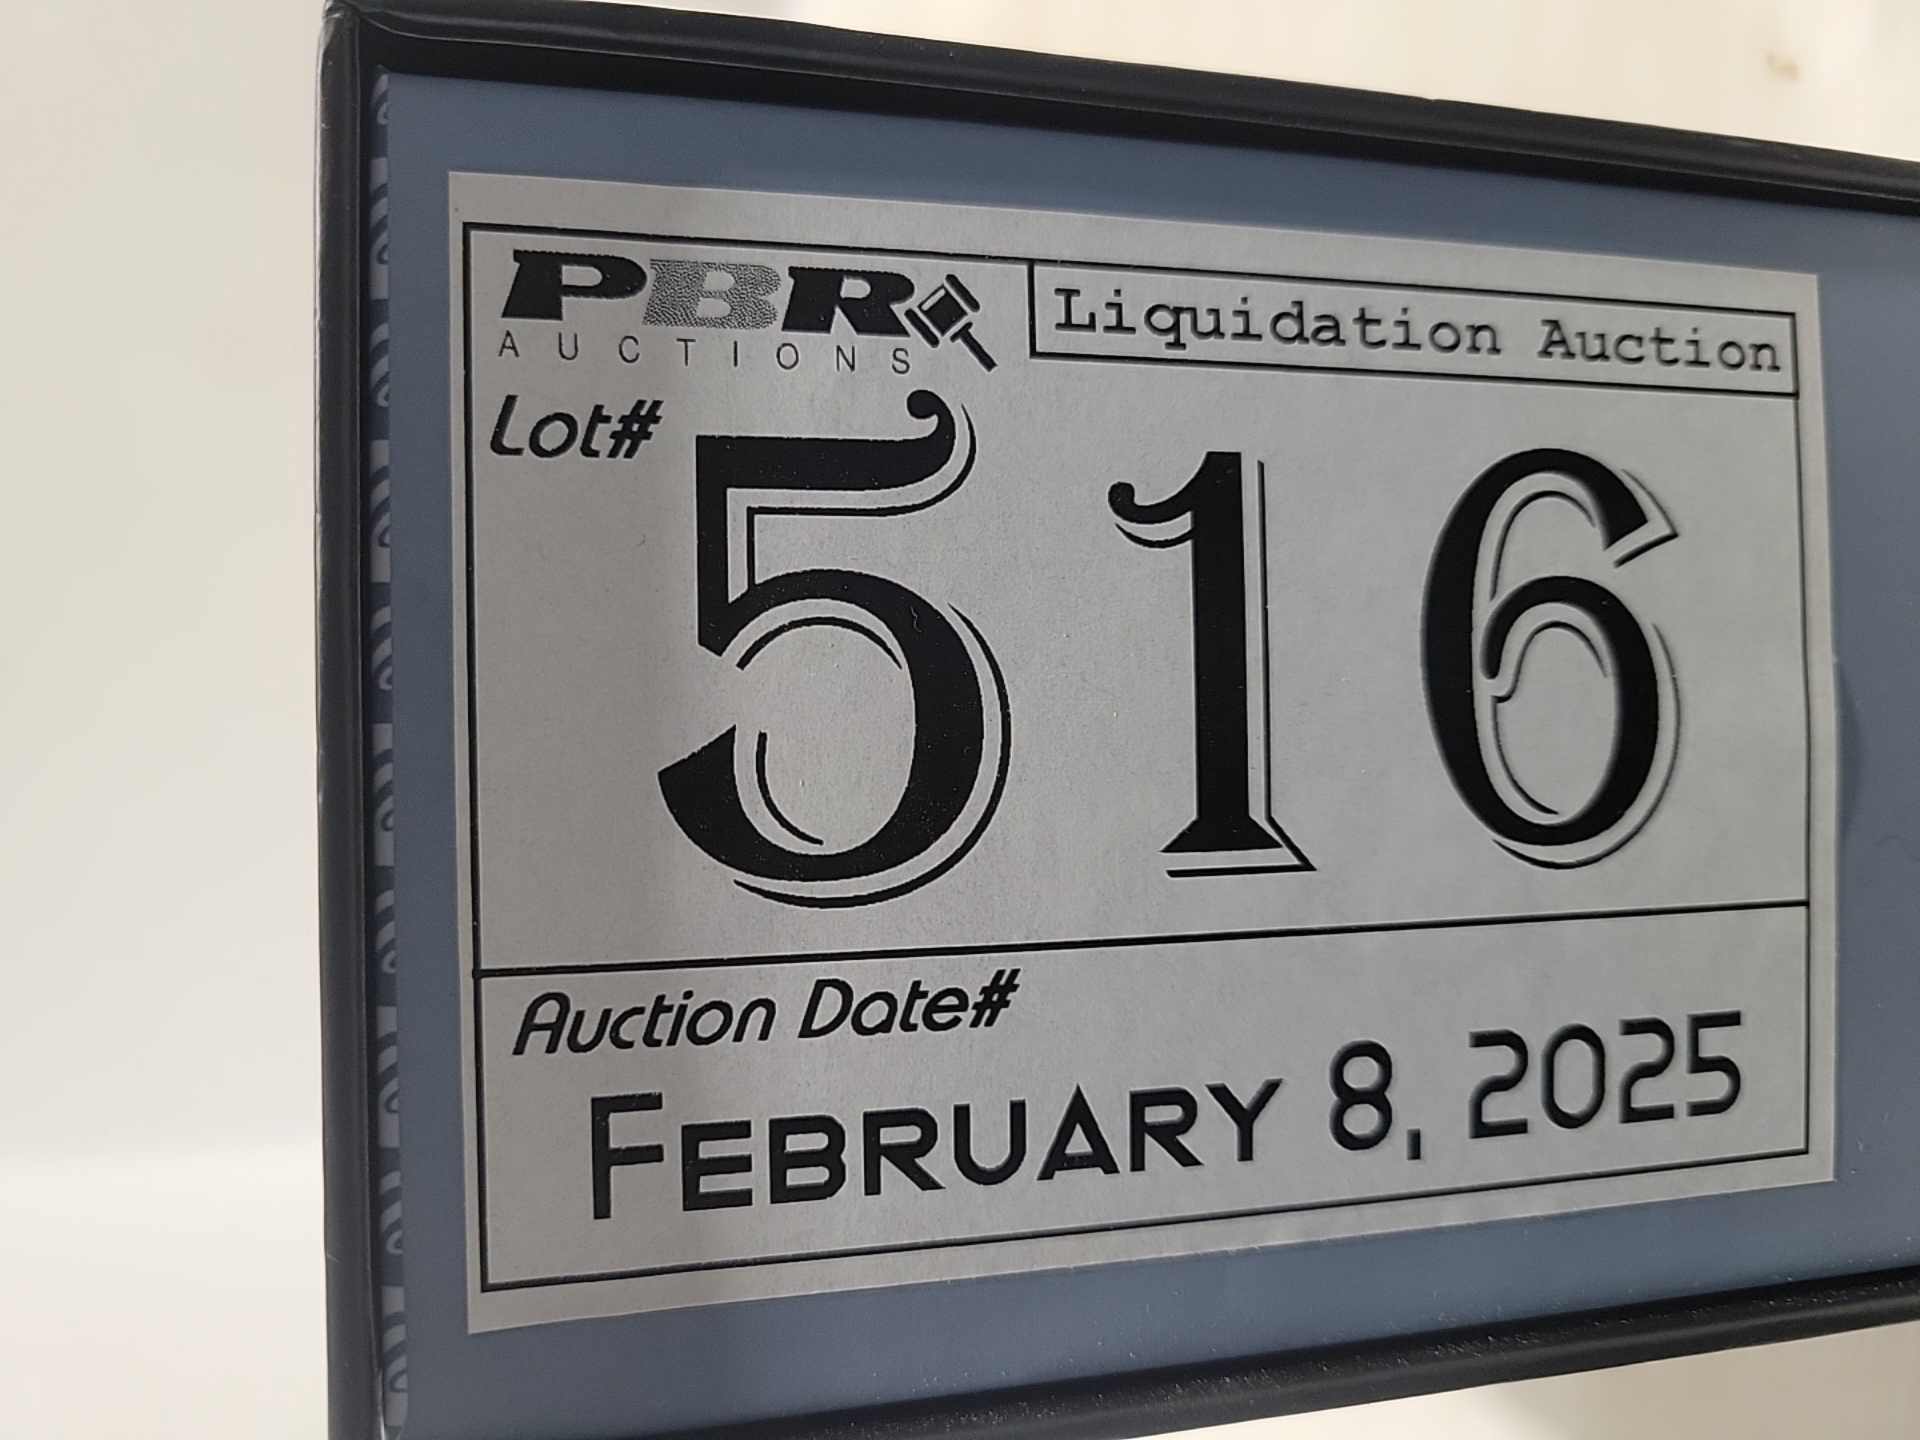 PBR
AUCTIONS
Liquidation Auction
Lot#
516
Auction Date#
FEBRUARY 8, 2025